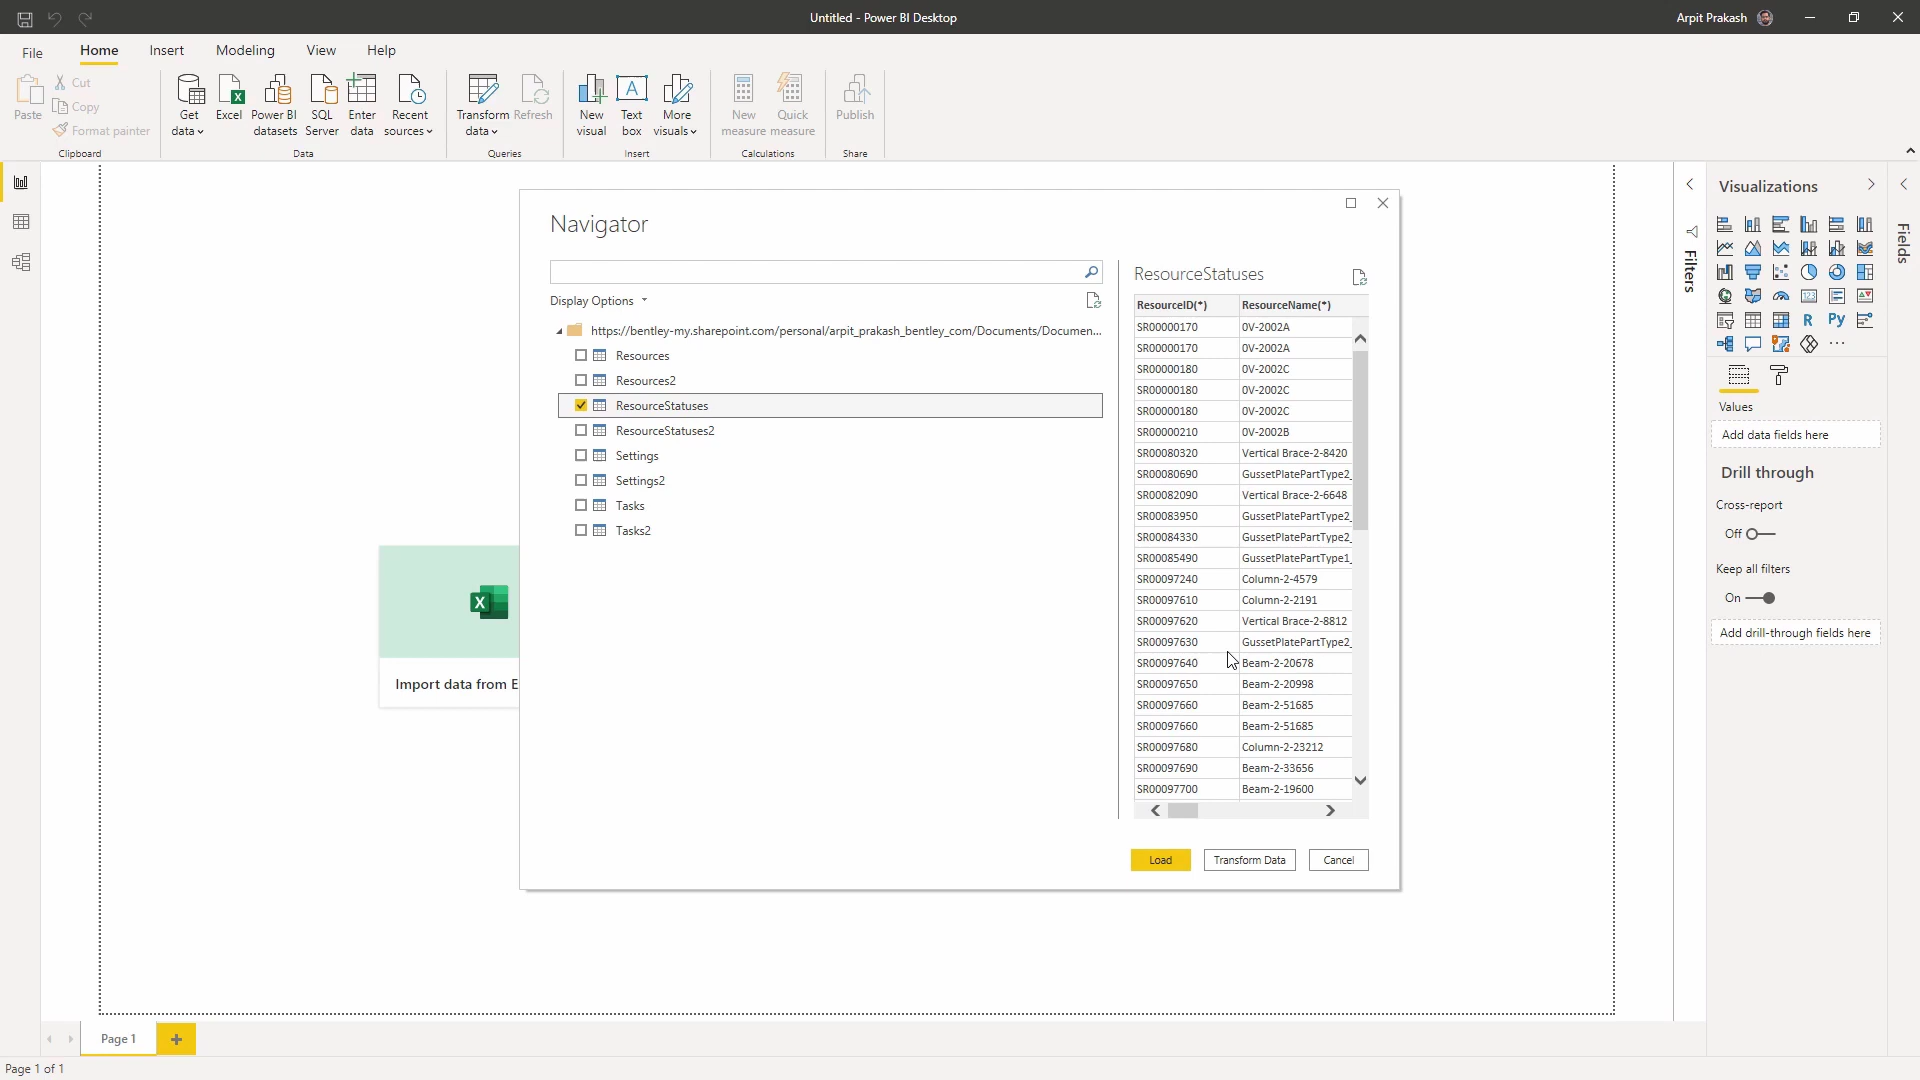 Untitled - Power BI Desktop
Arpit Prakash
File
Home
Insert
Modeling
View
Help
Paste
Cut
Copy
Format painter
Clipboard
Get data
Excel
Power BI datasets
SQL Server
Enter data
Recent sources
Data
Transform data
Refresh
Queries
New visual
Text box
More visuals
Insert
New measure
Quick measure
Calculations
Publish
Share
Navigator
Display Options
https://bentley-my.sharepoint.com/personal/arpit_prakash_bentley_com/Documents/Documen...
Resources
Resources2
ResourceStatuses
ResourceStatuses2
Settings
Settings2
Tasks
Tasks2
Import data from E
ResourceStatuses
ResourceID(*) ResourceName(*)
SR00000170 0V-2002A
SR00000170 0V-2002A
SR00000180 0V-2002C
SR00000180 0V-2002C
SR00000180 0V-2002C
SR00000210 0V-2002B
SR00080320 Vertical Brace-2-8420
SR00080690 GussetPlatePartType2_
SR00082090 Vertical Brace-2-6648
SR00083950 GussetPlatePartType2_
SR00084330 GussetPlatePartType2_
SR00085490 GussetPlatePartType1_
SR00097240 Column-2-4579
SR00097610 Column-2-2191
SR00097620 Vertical Brace-2-8812
SR00097630 GussetPlatePartType2_
SR00097640 Beam-2-20678
SR00097650 Beam-2-20998
SR00097660 Beam-2-51685
SR00097660 Beam-2-51685
SR00097680 Column-2-23212
SR00097690 Beam-2-33656
SR00097700 Beam-2-19600
Load
Transform Data
Cancel
Filters
Visualizations
R
Py
Values
Add data fields here
Drill through
Cross-report
Off
Keep all filters
On
Add drill-through fields here
Fields
Page 1
Page 1 of 1